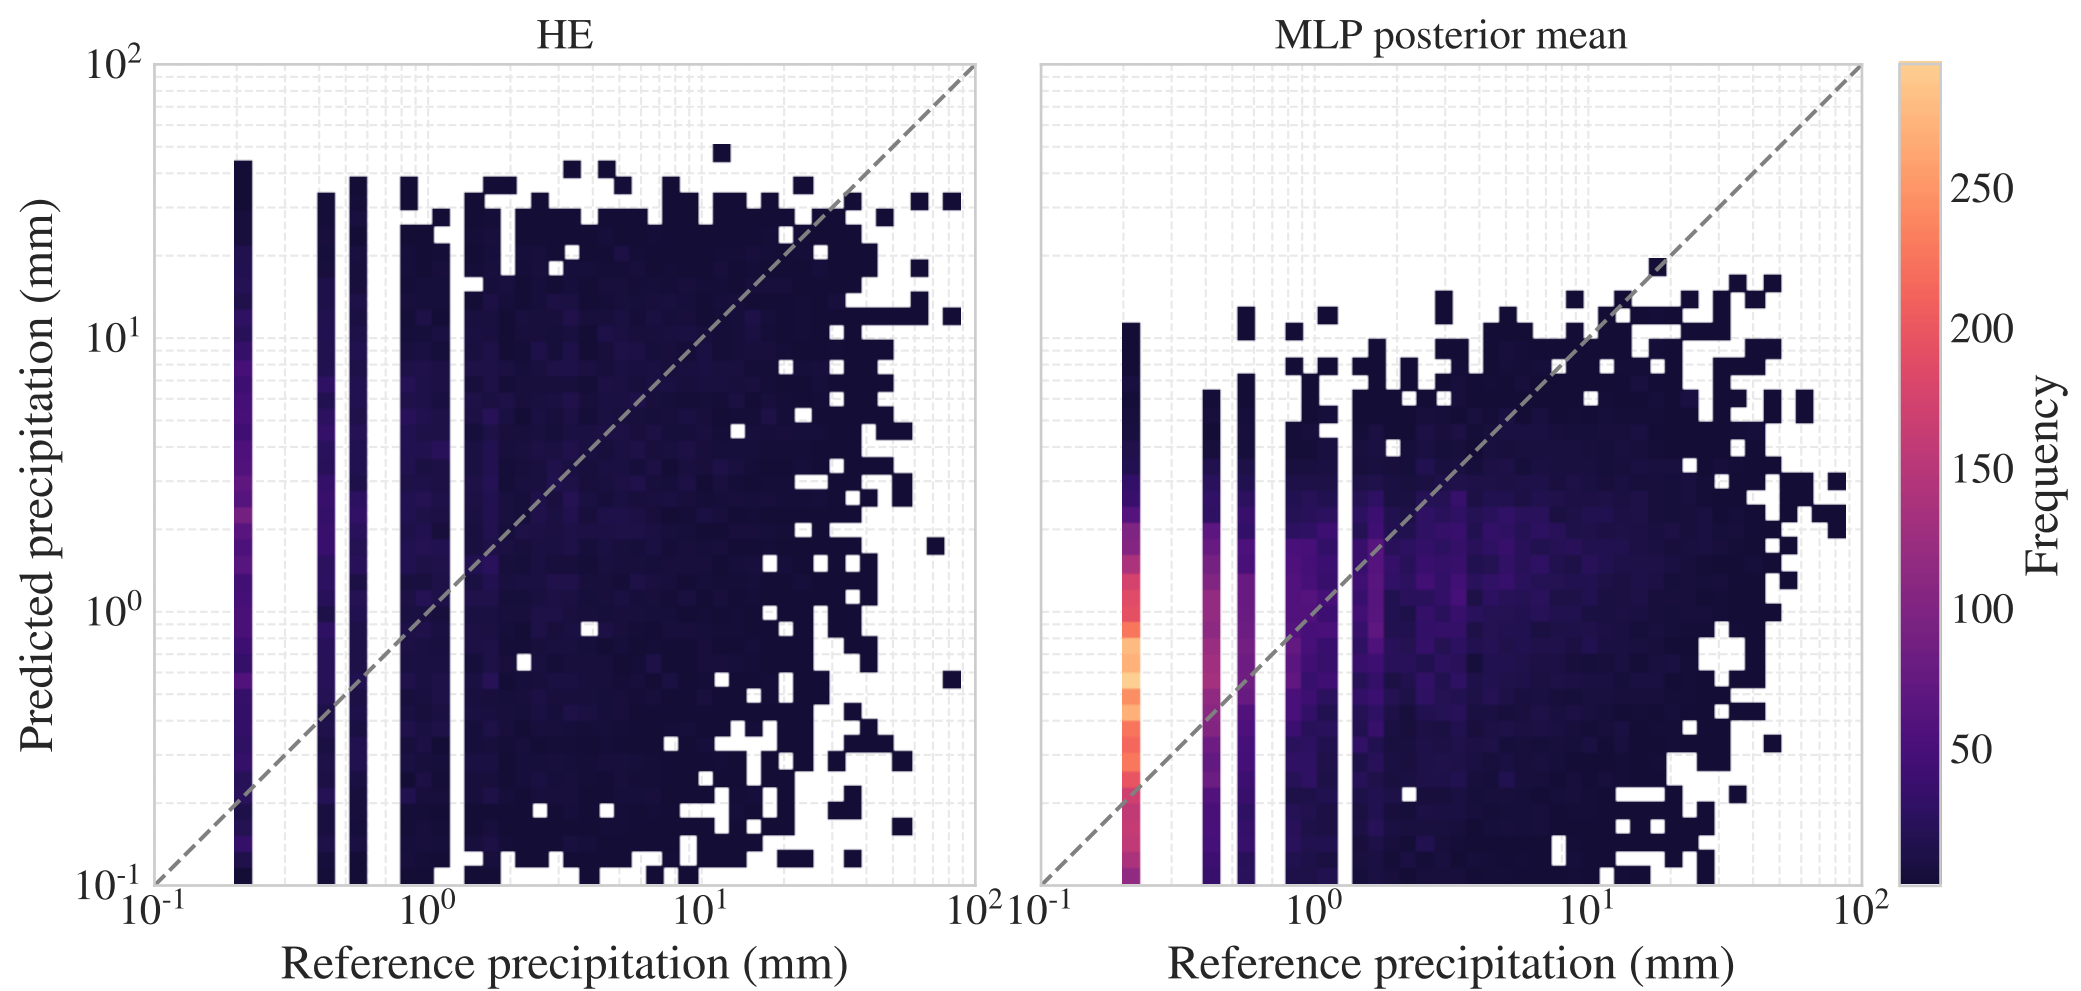 HE
MLP posterior mean
10²
10¹
10⁰
10⁻¹
Predicted precipitation (mm)
10⁻¹ 10⁰ 10¹ 10²
10⁻¹ 10⁰ 10¹ 10²
Reference precipitation (mm)
Reference precipitation (mm)
250
200
150
100
50
Frequency